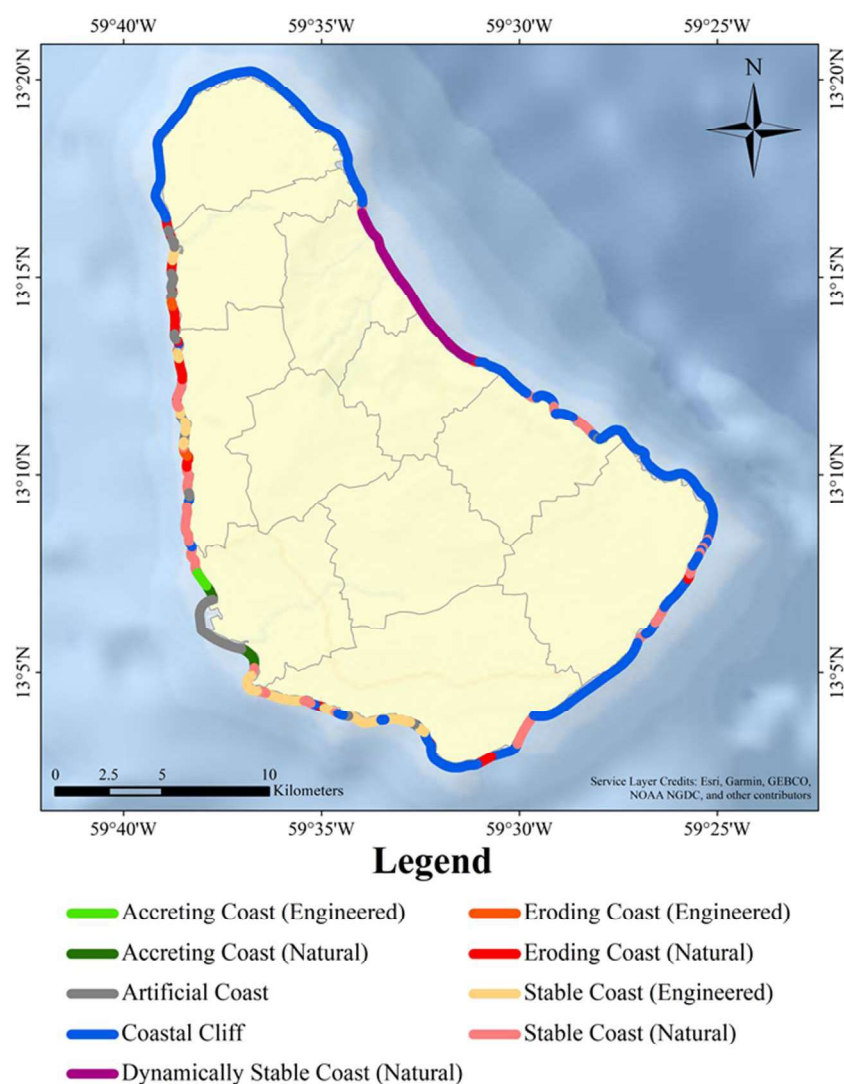 59°40'W 59°35'W 59°30'W 59°25'W
13°20'N 13°20'N
N
13°15'N 13°15'N
13°10'N 13°10'N
13°5'N 13°5'N
0 2.5 5 10
Kilometers
Service Layer Credits: Esri, Garmin, GEBCO,
NOAA NGDC, and other contributors
59°40'W 59°35'W 59°30'W 59°25'W
Legend
Accreting Coast (Engineered)
Accreting Coast (Natural)
Artificial Coast
Coastal Cliff
Dynamically Stable Coast (Natural)
Eroding Coast (Engineered)
Eroding Coast (Natural)
Stable Coast (Engineered)
Stable Coast (Natural)